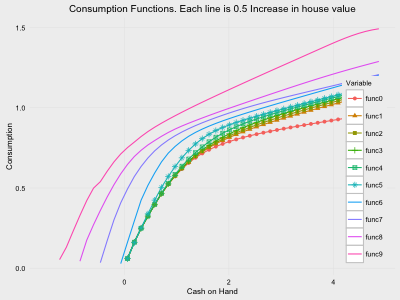 Consumption Functions. Each line is 0.5 Increase in house value
1.5
1.0
0.5
0.0
Consumption
0
2
4
Cash on Hand
Variable
func0
func1
func2
func3
func4
func5
func6
func7
func8
func9